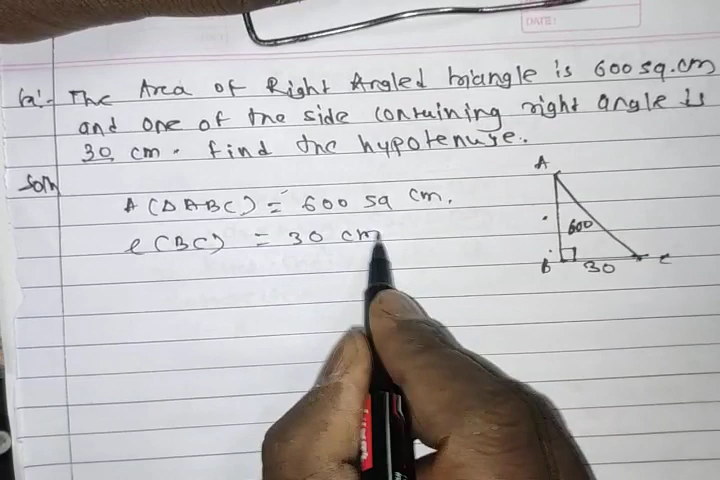 DATE:
Q:- The Area of Right Angled triangle is 600 sq.cm
and one of the side containing right angle is
30 cm. find the hypotenuse.
Soln
A (Δ ABC) = 600 sq cm.
l (BC) = 30 cm
A
600
B 30 C